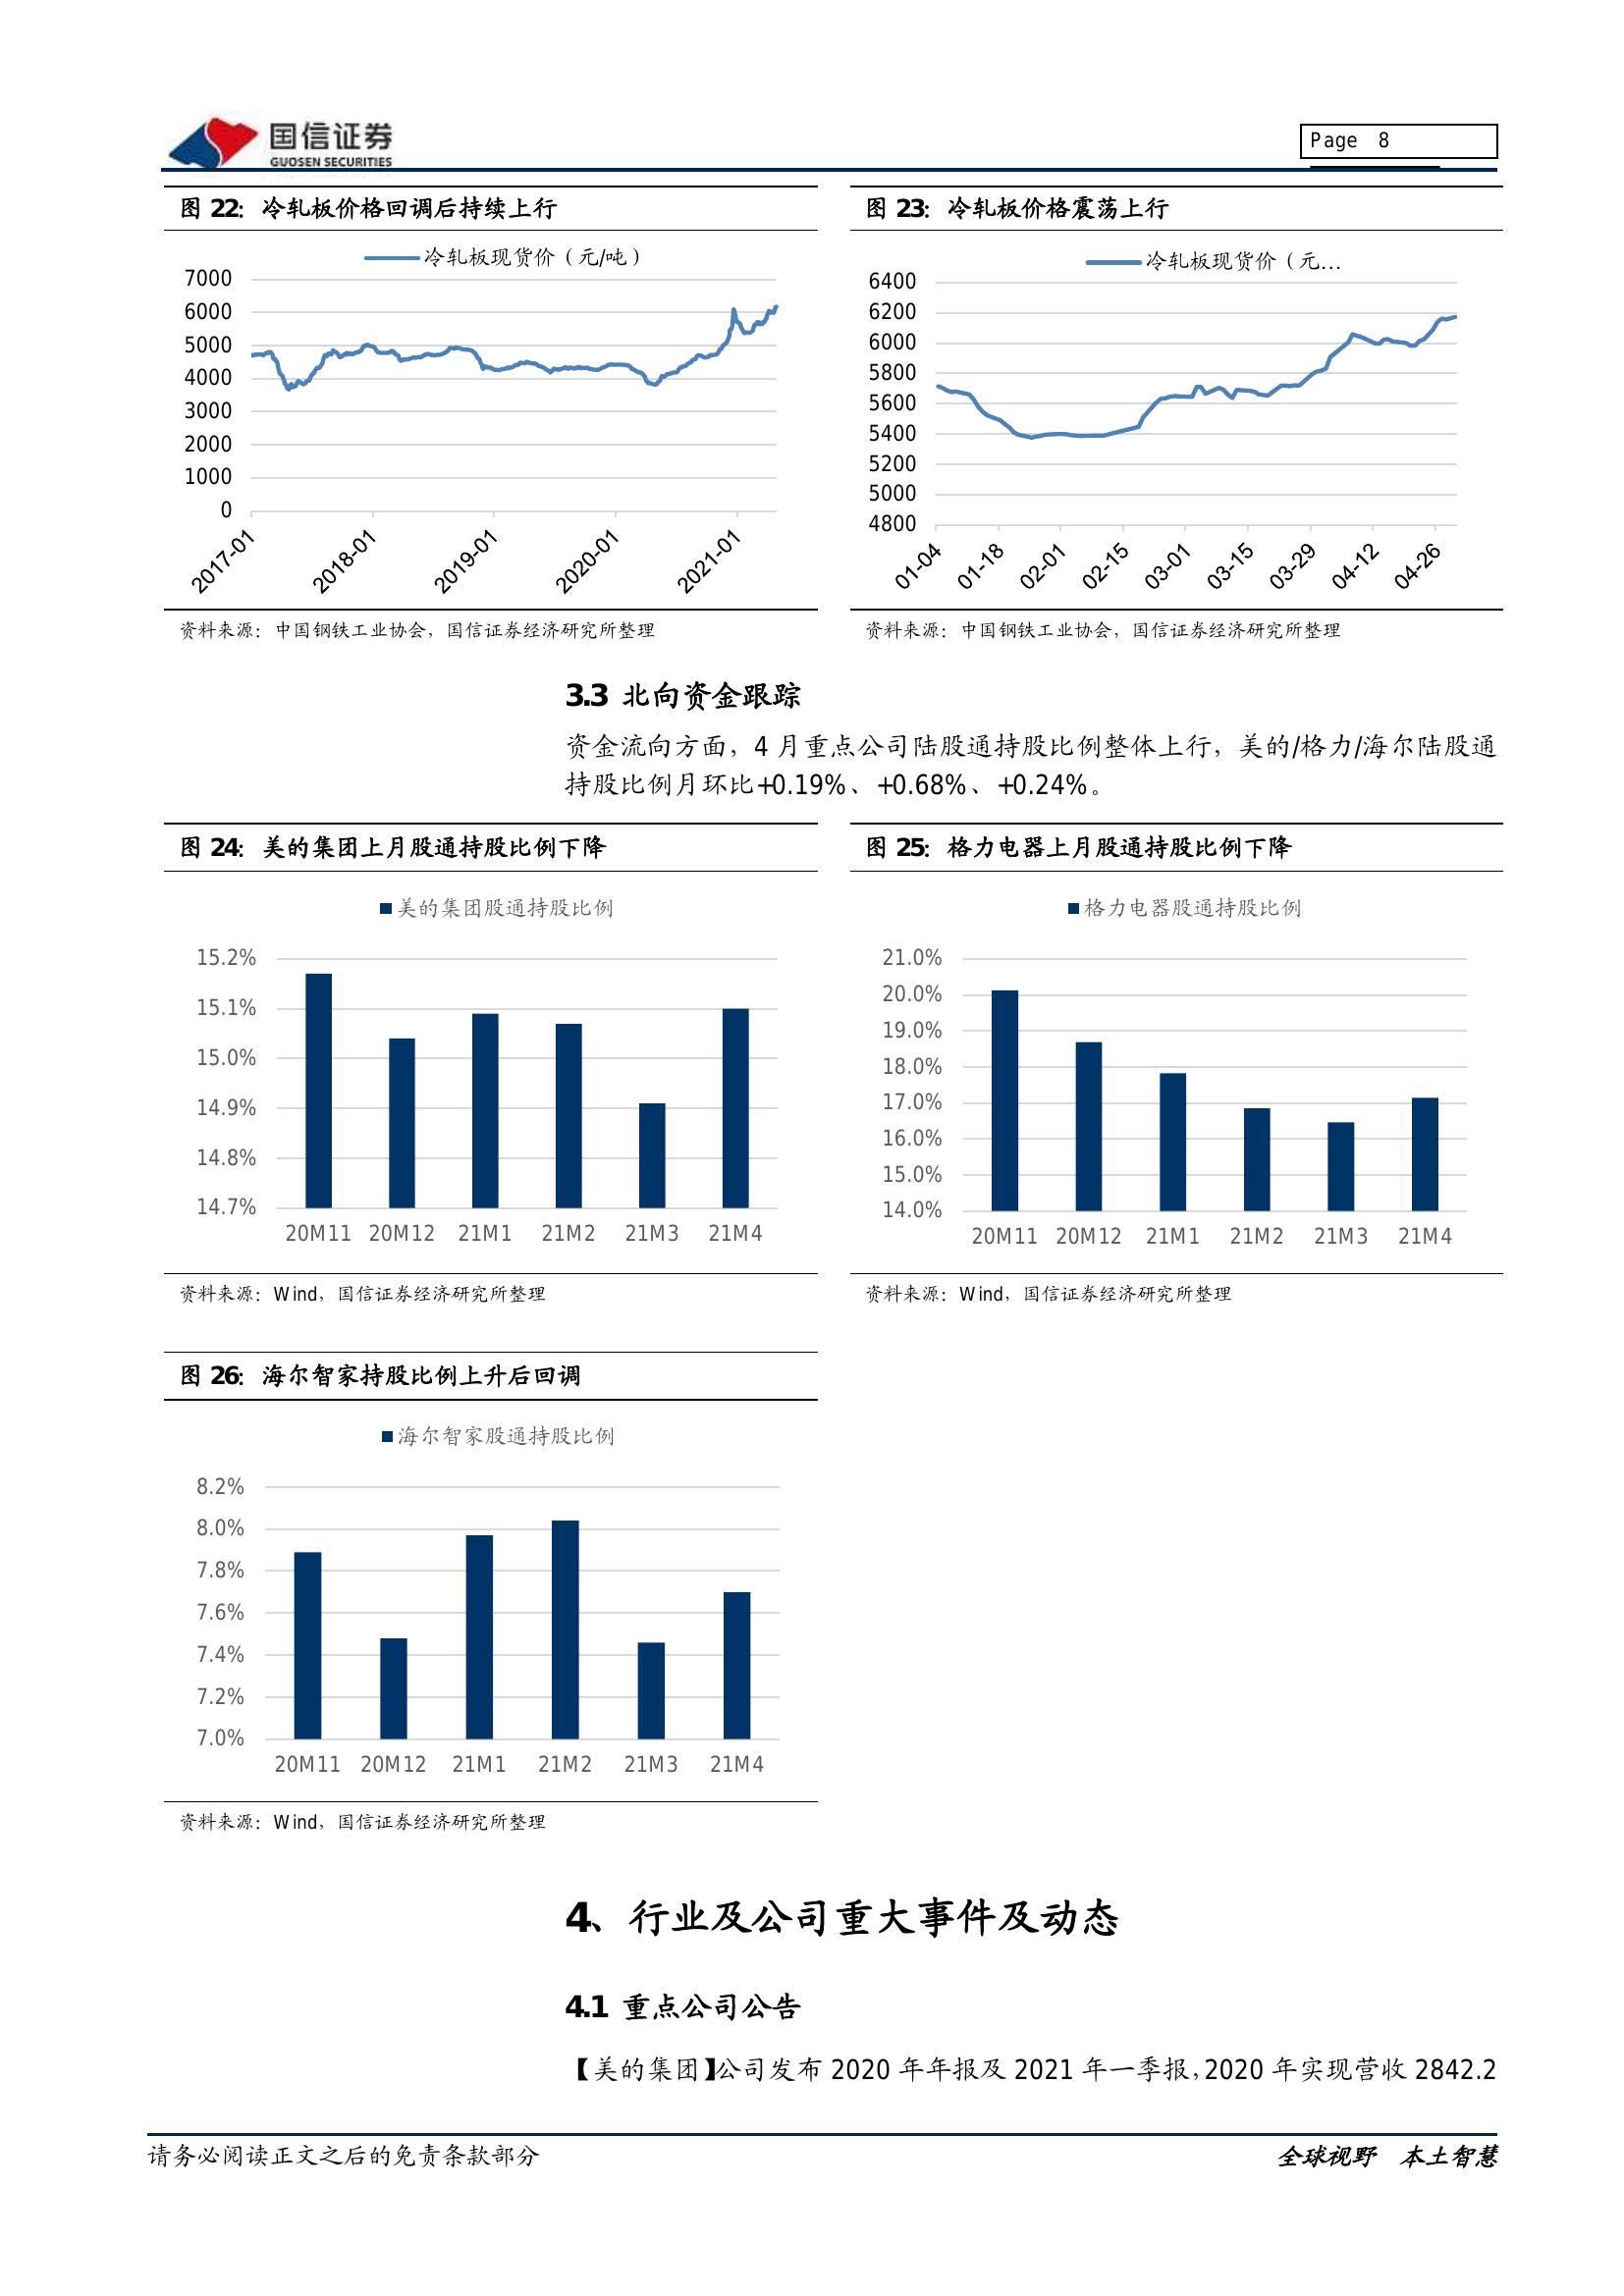 国信证券
GUOSEN SECURITIES
Page 8
图 22：冷轧板价格回调后持续上行
冷轧板现货价（元/吨）
7000
6000
5000
4000
3000
2000
1000
0
2017-01
2018-01
2019-01
2020-01
2021-01
资料来源：中国钢铁工业协会，国信证券经济研究所整理
图 23：冷轧板价格震荡上行
冷轧板现货价（元...
6400
6200
6000
5800
5600
5400
5200
5000
4800
01-04
01-18
02-01
02-15
03-01
03-15
03-29
04-12
04-26
资料来源：中国钢铁工业协会，国信证券经济研究所整理
3.3 北向资金跟踪
资金流向方面，4 月重点公司陆股通持股比例整体上行，美的/格力/海尔陆股通
持股比例月环比+0.19%、+0.68%、+0.24%。
图 24：美的集团上月股通持股比例下降
美的集团股通持股比例
15.2%
15.1%
15.0%
14.9%
14.8%
14.7%
20M11 20M12 21M1 21M2 21M3 21M4
资料来源：Wind，国信证券经济研究所整理
图 25：格力电器上月股通持股比例下降
格力电器股通持股比例
21.0%
20.0%
19.0%
18.0%
17.0%
16.0%
15.0%
14.0%
20M11 20M12 21M1 21M2 21M3 21M4
资料来源：Wind，国信证券经济研究所整理
图 26：海尔智家持股比例上升后回调
海尔智家股通持股比例
8.2%
8.0%
7.8%
7.6%
7.4%
7.2%
7.0%
20M11 20M12 21M1 21M2 21M3 21M4
资料来源：Wind，国信证券经济研究所整理
4、行业及公司重大事件及动态
4.1 重点公司公告
【美的集团】公司发布 2020 年年报及 2021 年一季报，2020 年实现营收 2842.2
请务必阅读正文之后的免责条款部分
全球视野 本土智慧